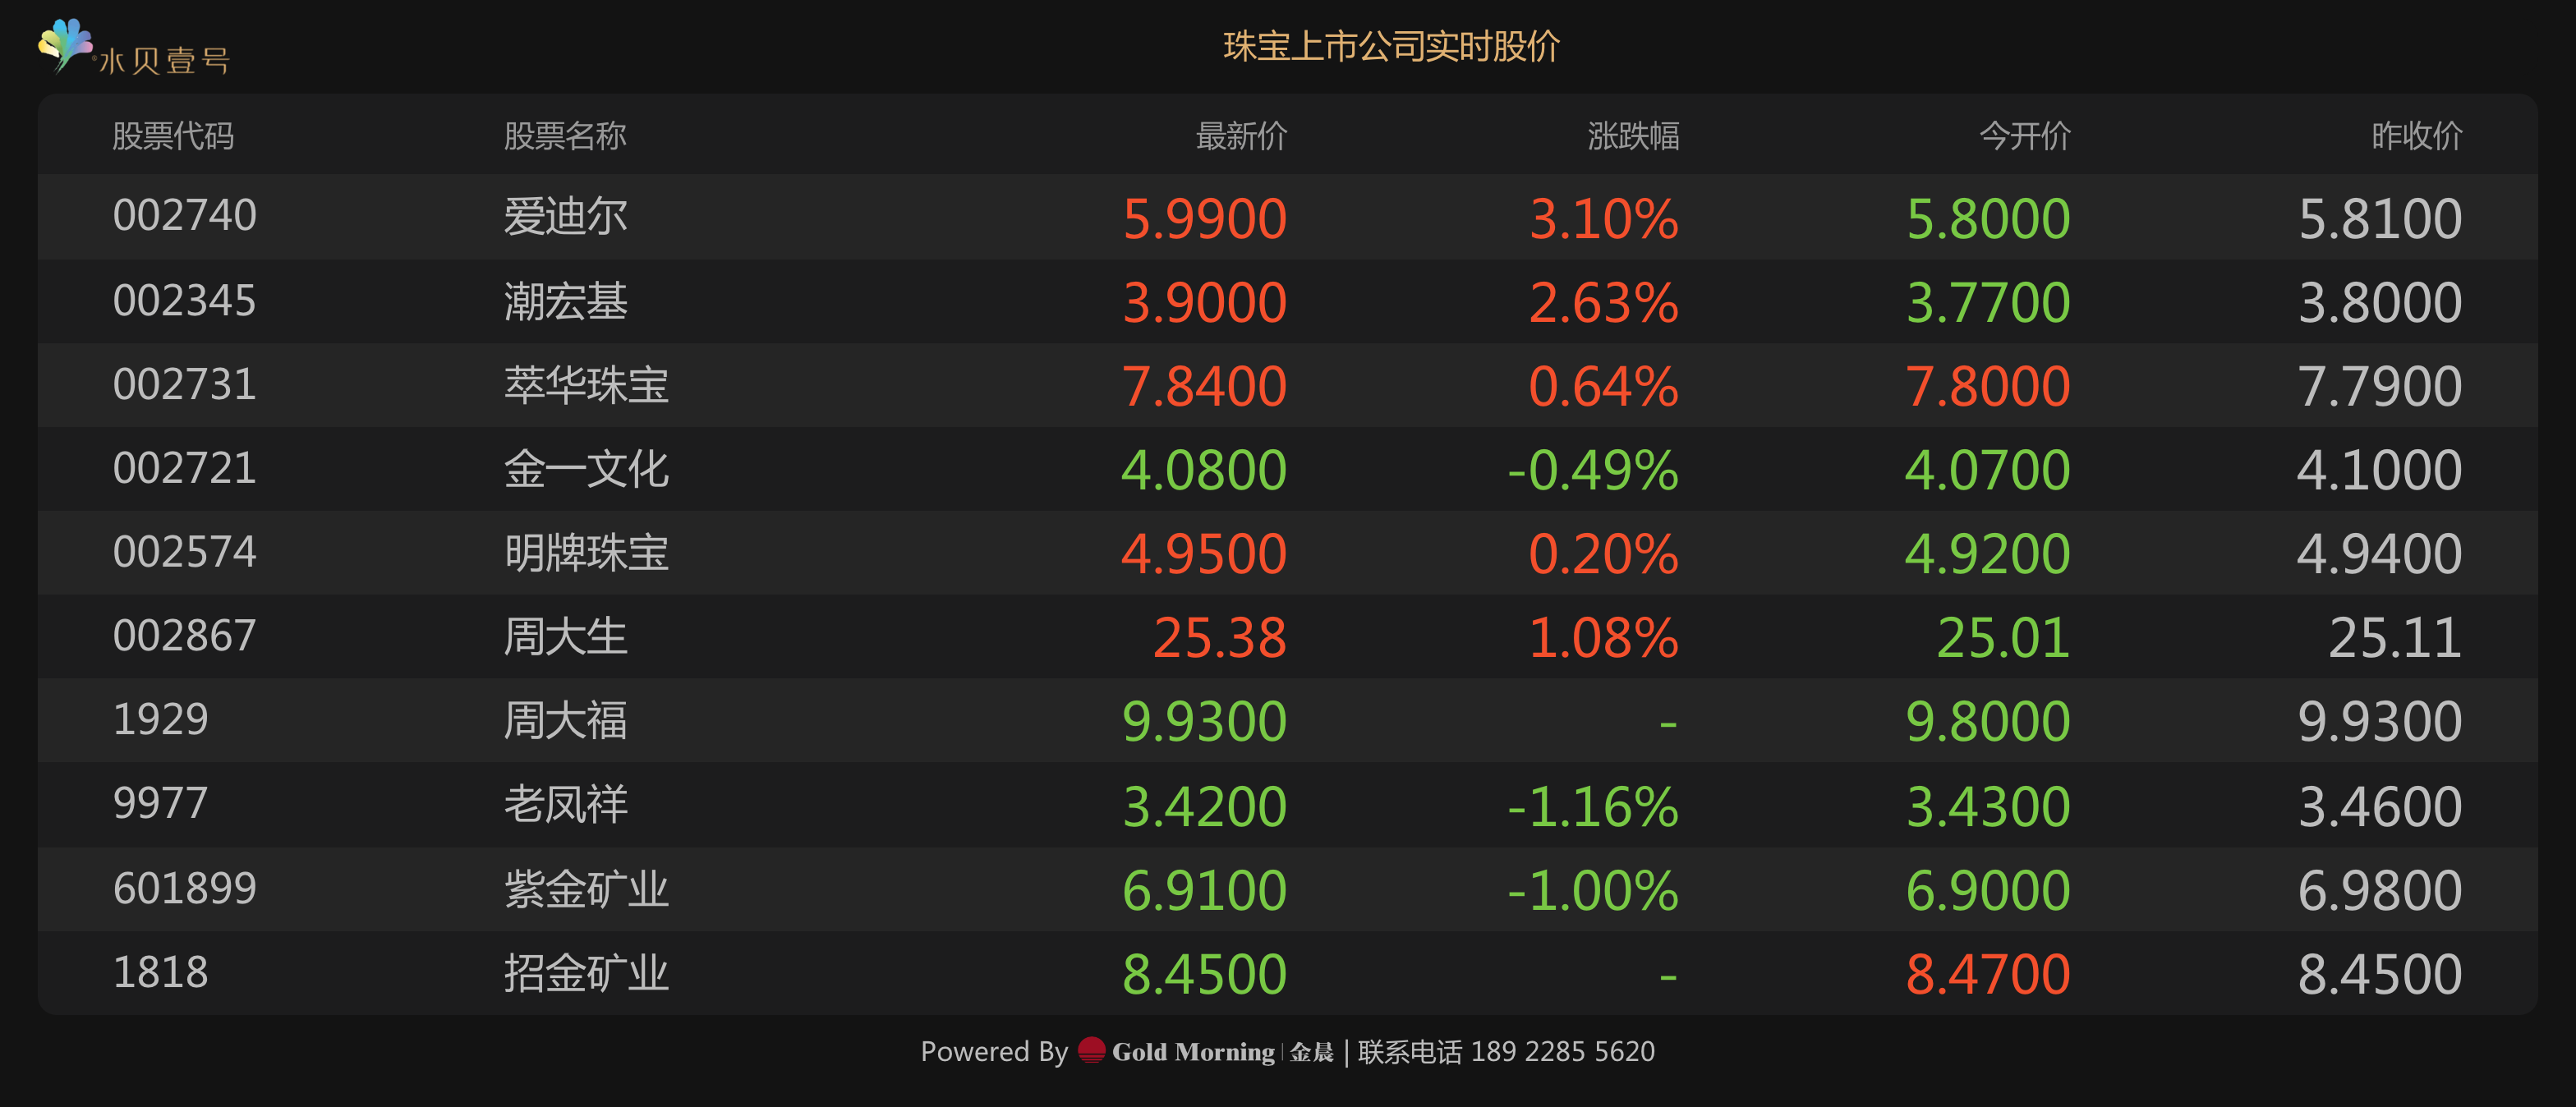 水贝壹号
珠宝上市公司实时股价
股票代码 股票名称 最新价 涨跌幅 今开价 昨收价
002740 爱迪尔 5.9900 3.10% 5.8000 5.8100
002345 潮宏基 3.9000 2.63% 3.7700 3.8000
002731 萃华珠宝 7.8400 0.64% 7.8000 7.7900
002721 金一文化 4.0800 -0.49% 4.0700 4.1000
002574 明牌珠宝 4.9500 0.20% 4.9200 4.9400
002867 周大生 25.38 1.08% 25.01 25.11
1929 周大福 9.9300 - 9.8000 9.9300
9977 老凤祥 3.4200 -1.16% 3.4300 3.4600
601899 紫金矿业 6.9100 -1.00% 6.9000 6.9800
1818 招金矿业 8.4500 - 8.4700 8.4500
Powered By Gold Morning | 金晨 | 联系电话 189 2285 5620